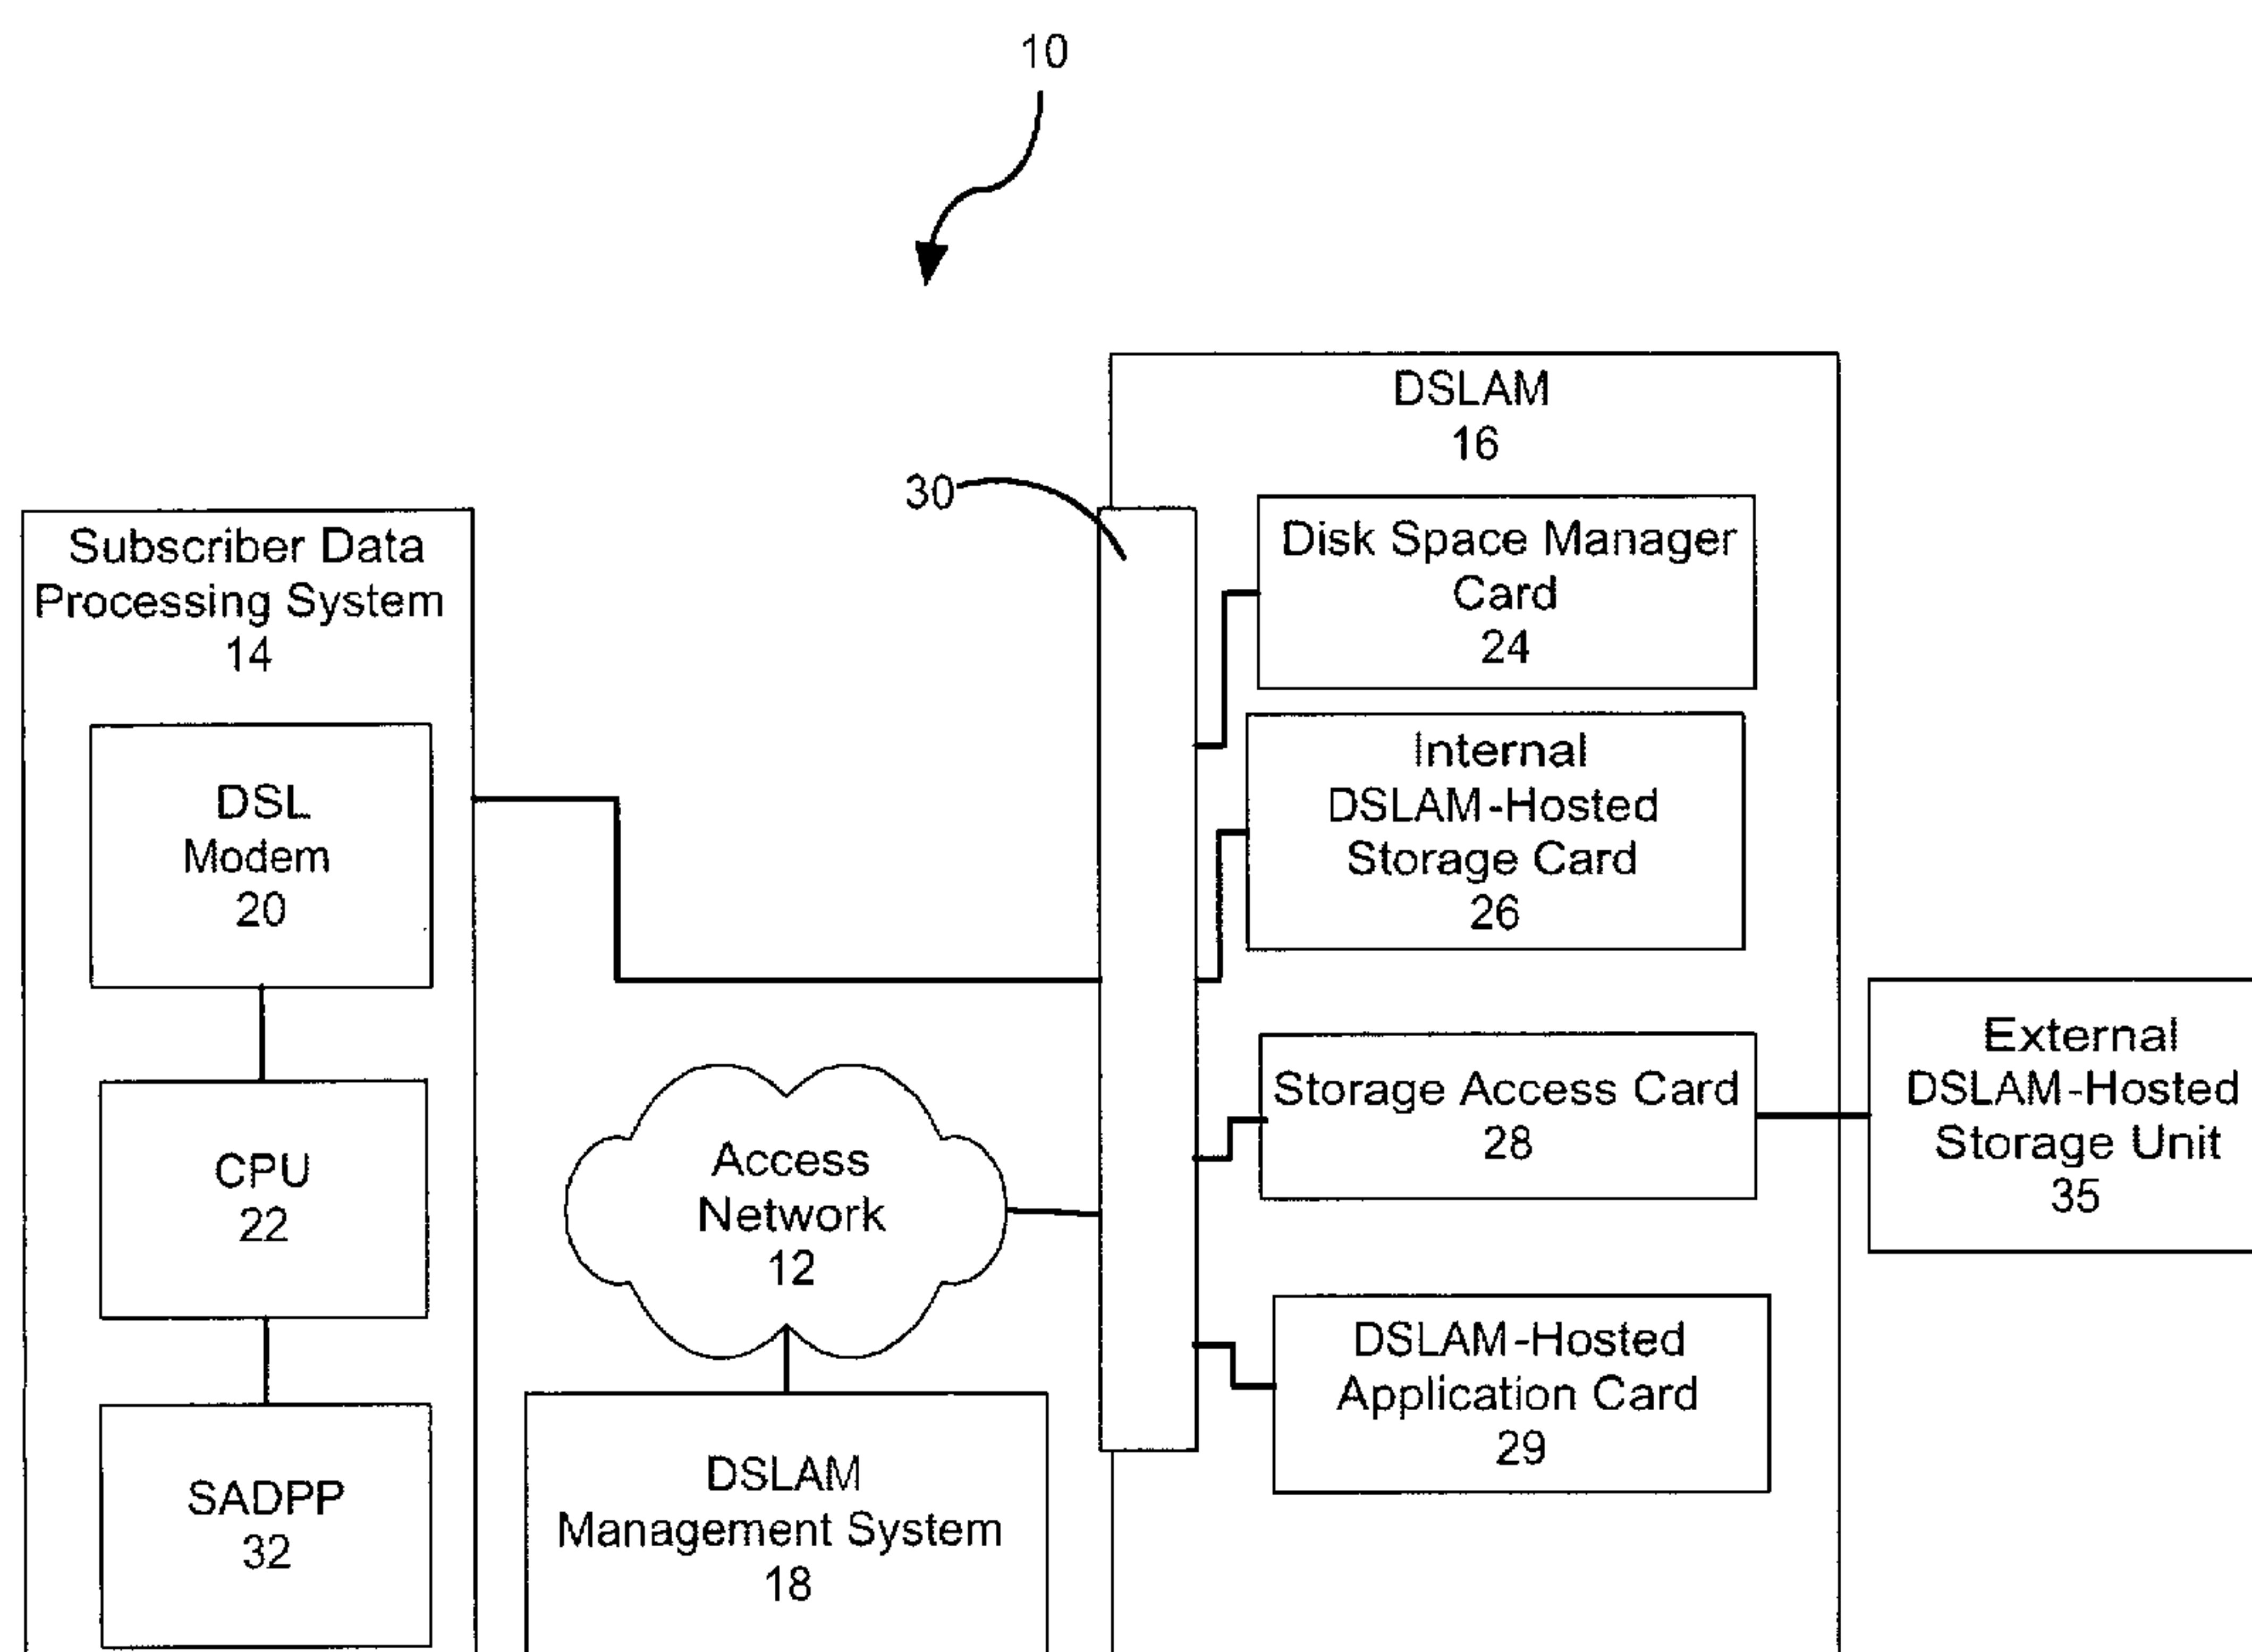 10
DSLAM
16
30
Disk Space Manager
Card
24
Subscriber Data
Processing System
14
Internal
DSLAM-Hosted
Storage Card
26
DSL
Modem
20
External
DSLAM-Hosted
Storage Unit
35
Storage Access Card
28
Access
Network
12
CPU
22
DSLAM-Hosted
Application Card
29
DSLAM
Management System
18
SADPP
32